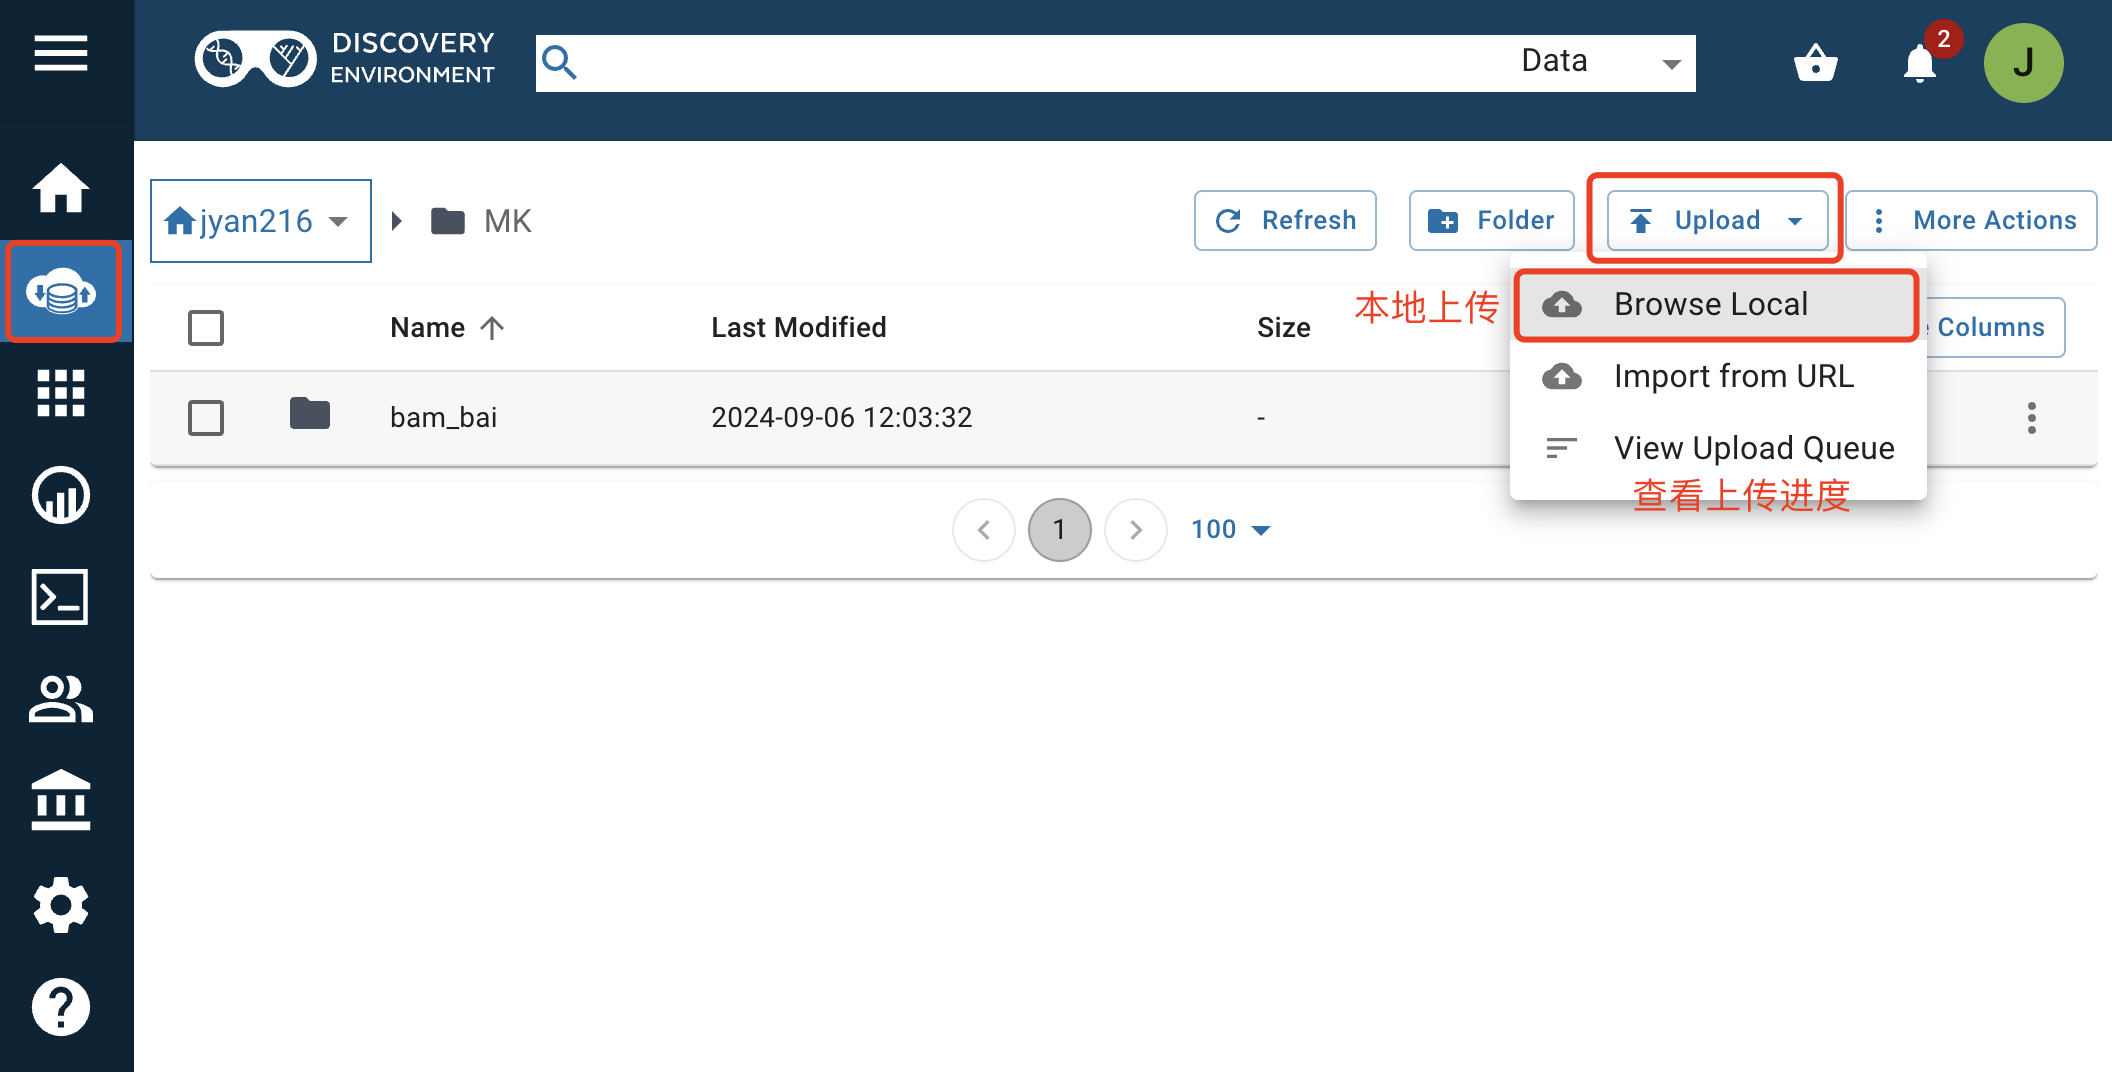 DISCOVERY
ENVIRONMENT
Data
2
J
jyan216
MK
Refresh
Folder
Upload
More Actions
Name
Last Modified
Size
本地上传
Browse Local
Columns
Import from URL
bam_bai
2024-09-06 12:03:32
-
View Upload Queue
查看上传进度
1
100